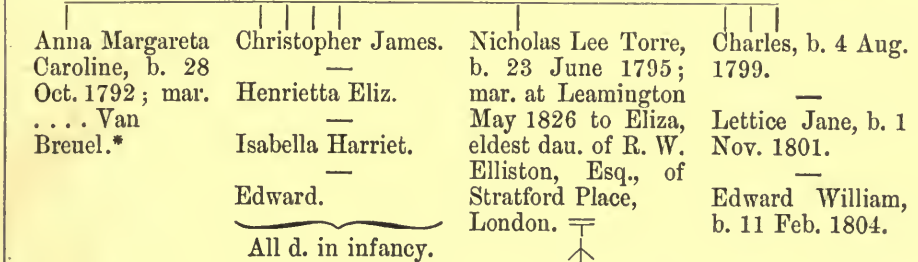 Anna Margareta
Caroline, b. 28
Oct. 1792 ; mar.
. . . . Van
Breuel.*
Christopher James.
—
Henrietta Eliz.
—
Isabella Harriet.
—
Edward.
All d. in infancy.
Nicholas Lee Torre,
b. 23 June 1795 ;
mar. at Leamington
May 1826 to Eliza,
eldest dau. of R. W.
Elliston, Esq., of
Stratford Place,
London.
Charles, b. 4 Aug.
1799.
—
Lettice Jane, b. 1
Nov. 1801.
—
Edward William,
b. 11 Feb. 1804.